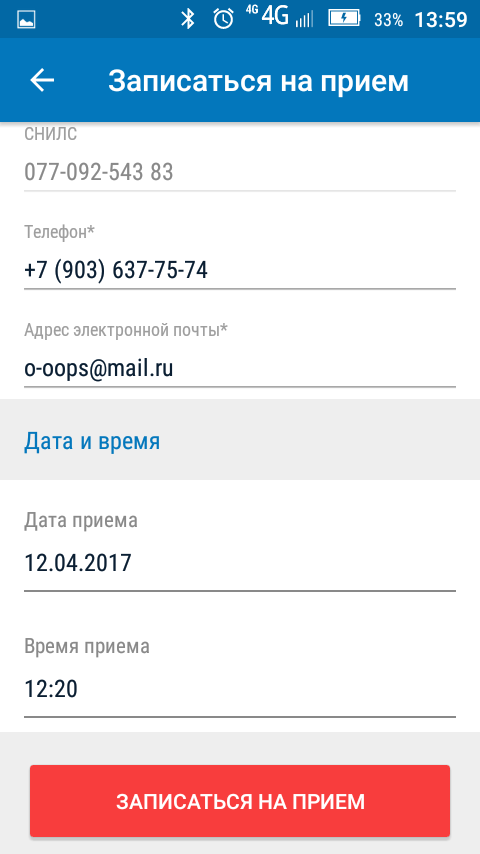 4G 4G 33% 13:59
Записаться на прием
СНИЛС
077-092-543 83
Телефон*
+7 (903) 637-75-74
Адрес электронной почты*
o-oops@mail.ru
Дата и время
Дата приема
12.04.2017
Время приема
12:20
ЗАПИСАТЬСЯ НА ПРИЕМ